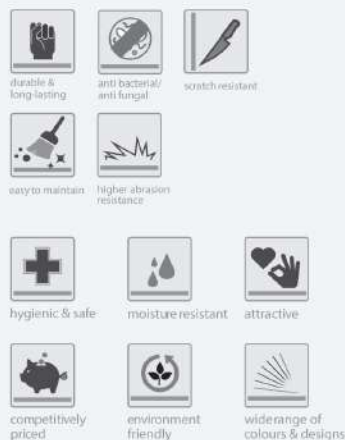 durable &
long-lasting
anti bacterial/
anti fungal
scratch resistant
easy to maintain
higher abrasion
resistence
hygienic & safe
moisture resistant
attractive
competitively
priced
environment
friendly
wide range of
colours & designs